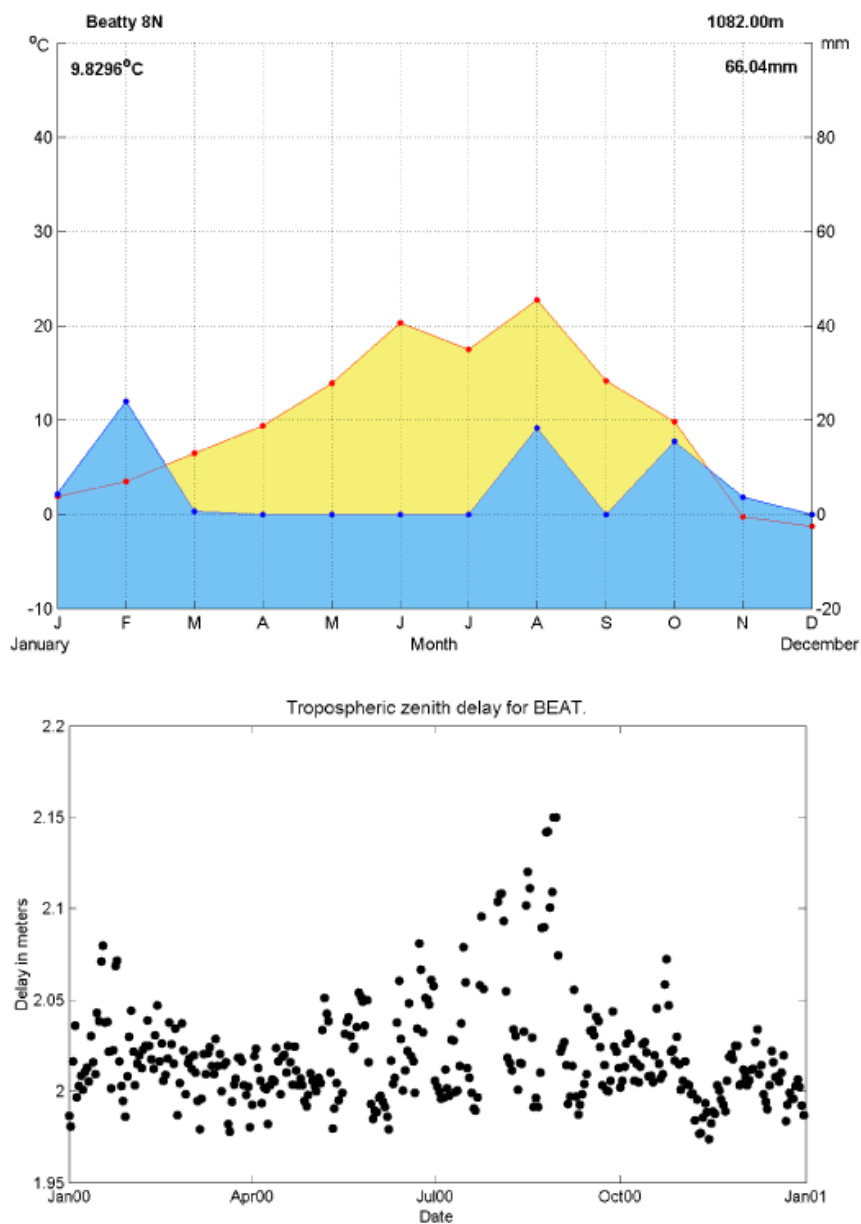 Beatty 8N 1082.00m
°C mm
9.8296°C 66.04mm
40 80
30 60
20 40
10 20
0 0
-10 -20
J F M A M J J A S O N D
January Month December
Tropospheric zenith delay for BEAT.
2.2
2.15
2.1
2.05
2
1.95
Delay in meters
Jan00 Apr00 Jul00 Oct00 Jan01
Date